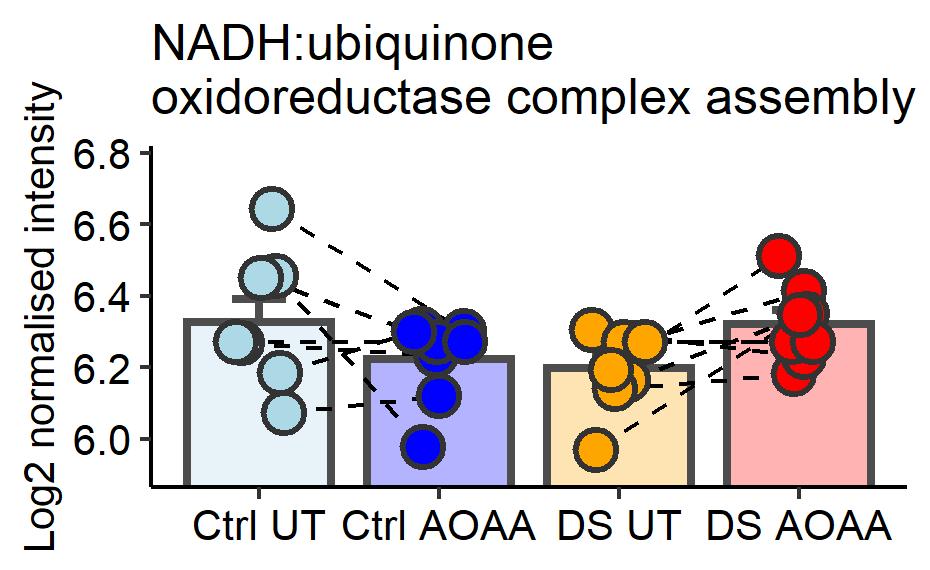 NADH:ubiquinone
oxidoreductase complex assembly
Log2 normalised intensity
6.8
6.6
6.4
6.2
6.0
Ctrl UT Ctrl AOAA DS UT DS AOAA